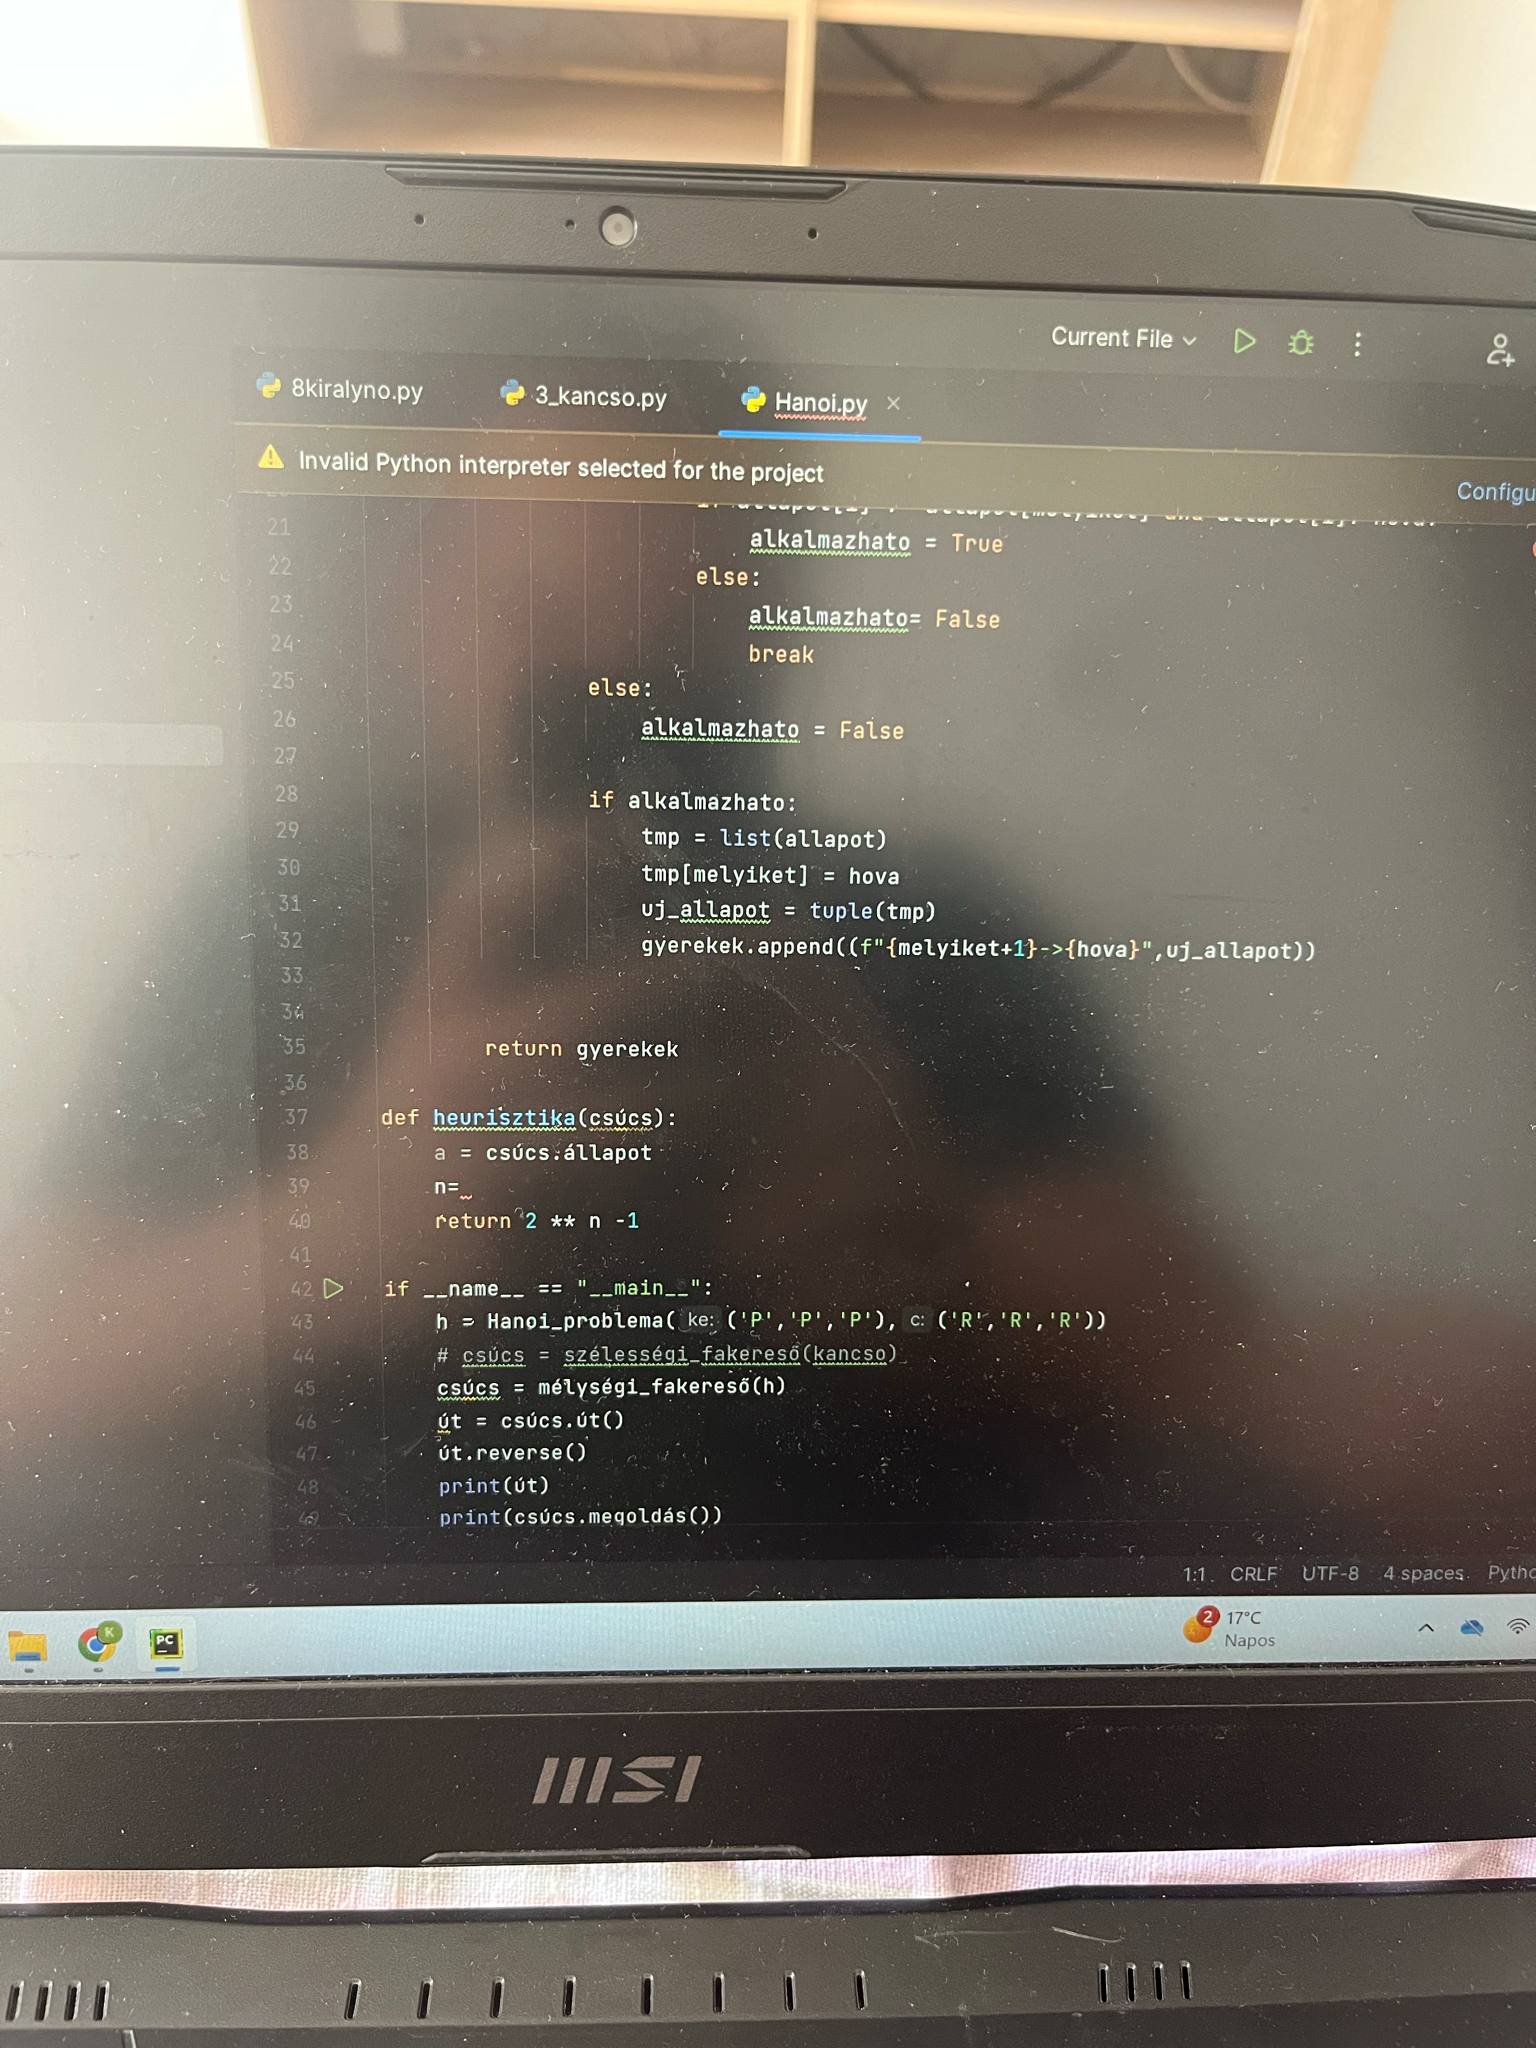 Current File
8kiralyno.py
3_kancso.py
Hanoi.py
Invalid Python interpreter selected for the project
21
alkalmazhato = True
22
else:
23
alkalmazhato= False
24
break
25
else:
26
alkalmazhato = False
27
28
if alkalmazhato:
29
tmp = list(allapot)
30
tmp[melyiket] = hova
31
uj_allapot = tuple(tmp)
32
gyerekek.append((f"{melyiket+1}->{hova}",uj_allapot))
33
34
35
return gyerekek
36
37
def heurisztika(csúcs):
38
a = csúcs.állapot
39
n=
40
return 2 ** n -1
41
42
if __name__ == "__main__":
43
h = Hanoi_problema( ke: ('P','P','P'), c: ('R','R','R'))
44
# csúcs = szélességi_fakereső(kancso)
45
csúcs = mélységi_fakereső(h)
46
út = csúcs.út()
47
út.reverse()
48
print(út)
49
print(csúcs.megoldás())
1:1 CRLF UTF-8 4 spaces
K
PC
2
17°C
Napos
msi